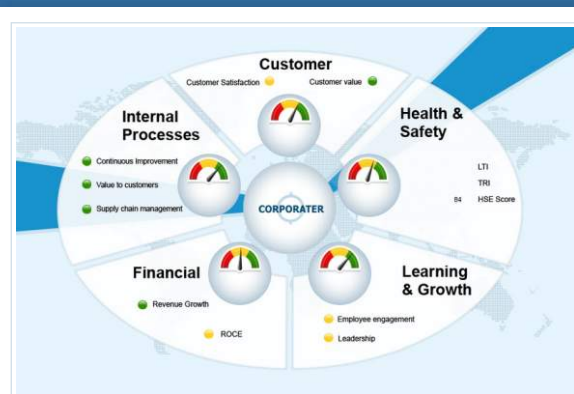 Customer
Customer Satisfaction
Customer value
Internal
Processes
Continuous Improvement
Value to customers
Supply chain management
Health &
Safety
LTI
TRI
84 HSE Score
CORPORATER
Financial
Revenue Growth
ROCE
Learning
& Growth
Employee engagement
Leadership